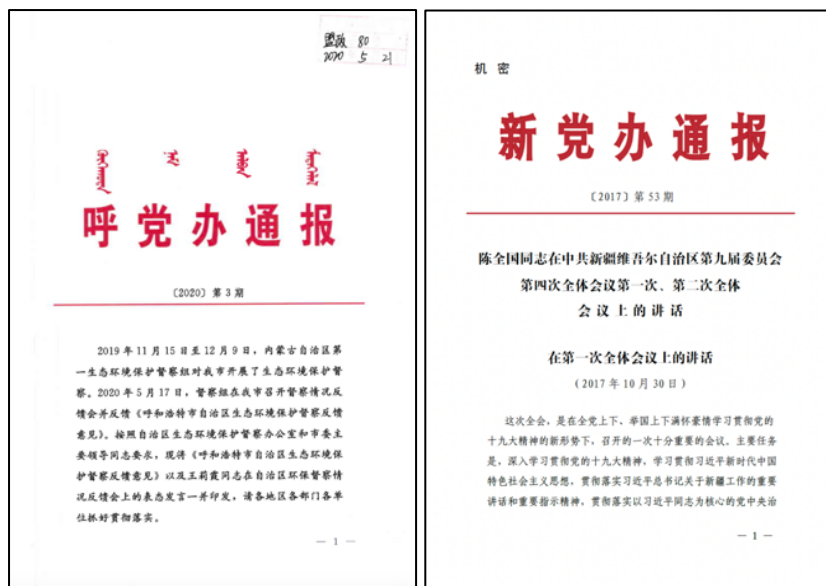 盟政 80
2020 5 21
呼党办通报
〔2020〕第 3 期
2019 年 11 月 15 日至 12 月 9 日，内蒙古自治区第
一生态环境保护督察组对我市开展了生态环境保护督
察。2020 年 5 月 17 日，督察组在我市召开督察情况反
馈会并反馈《呼和浩特市自治区生态环境保护督察反馈
意见》。按照自治区生态环境保护督察办公室和市委主
要领导同志要求，现将《呼和浩特市自治区生态环境保
护督察反馈意见》以及王莉霞同志在自治区环保督察情
况反馈会上的表态发言一并印发，请各地区各部门各单
位抓好贯彻落实。
— 1 —
机 密
新党办通报
〔2017〕第 53 期
陈全国同志在中共新疆维吾尔自治区第九届委员会
第四次全体会议第一次、第二次全体
会议上的讲话
在第一次全体会议上的讲话
（2017 年 10 月 30 日）
这次全会，是在全党上下、举国上下满怀豪情学习贯彻党的
十九大精神的新形势下，召开的一次十分重要的会议。主要任务
是，深入学习贯彻党的十九大精神，学习贯彻习近平新时代中国
特色社会主义思想，贯彻落实习近平总书记关于新疆工作的重要
讲话和重要指示精神，贯彻落实以习近平同志为核心的党中央治
— 1 —